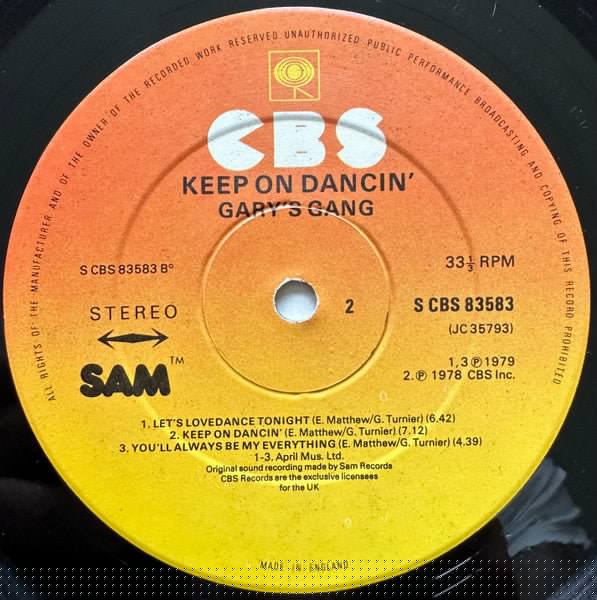 ALL RIGHTS OF THE MANUFACTURER AND OF THE OWNER OF THE RECORDED WORK RESERVED UNAUTHORIZED PUBLIC PERFORMANCE BROADCASTING AND COPYING OF THIS RECORD PROHIBITED
CBS
KEEP ON DANCIN'
GARY'S GANG
S CBS 83583 B°
33⅓ RPM
STEREO
2
S CBS 83583
(JC 35793)
SAM™
1,3 ℗ 1979
2. ℗ 1978 CBS Inc.
1. LET'S LOVEDANCE TONIGHT (E. Matthew/G. Turnier) (6.42)
2. KEEP ON DANCIN' (E. Matthew/G. Turnier) (7.12)
3. YOU'LL ALWAYS BE MY EVERYTHING (E. Matthew/G. Turnier) (4.39)
1-3. April Mus. Ltd.
Original sound recording made by Sam Records
CBS Records are the exclusive licensees
for the UK
MADE IN ENGLAND